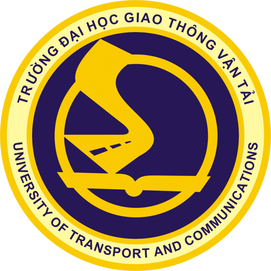 TRƯỜNG ĐẠI HỌC GIAO THÔNG VẬN TẢI
UNIVERSITY OF TRANSPORT AND COMMUNICATIONS